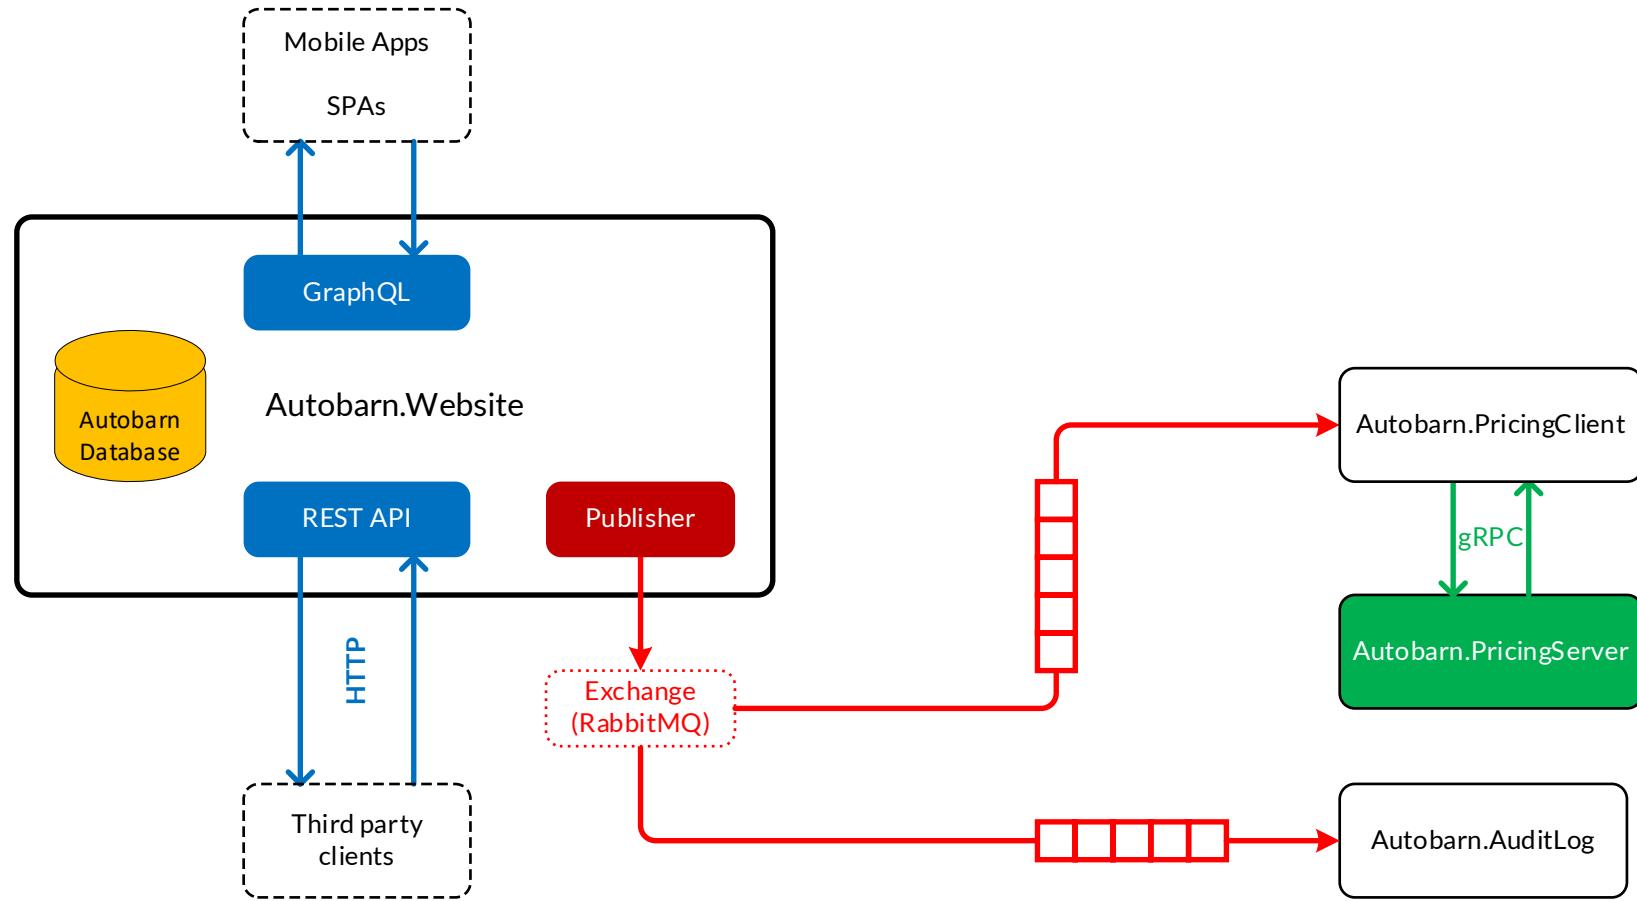 Mobile Apps
SPAs
GraphQL
Autobarn
Database
Autobarn.Website
REST API
Publisher
HTTP
Exchange
(RabbitMQ)
Third party
clients
Autobarn.PricingClient
gRPC
Autobarn.PricingServer
Autobarn.AuditLog